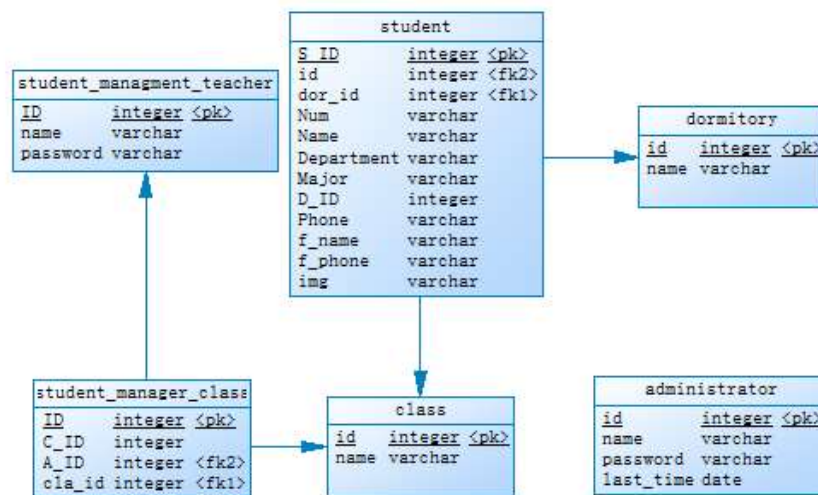 student
S_ID integer <pk>
id integer <fk2>
dor_id integer <fk1>
Num varchar
Name varchar
Department varchar
Major varchar
D_ID integer
Phone varchar
f_name varchar
f_phone varchar
img varchar
student_managment_teacher
ID integer <pk>
name varchar
password varchar
dormitory
id integer <pk>
name varchar
student_manager_class
ID integer <pk>
C_ID integer
A_ID integer <fk2>
cla_id integer <fk1>
class
id integer <pk>
name varchar
administrator
id integer <pk>
name varchar
password varchar
last_time date